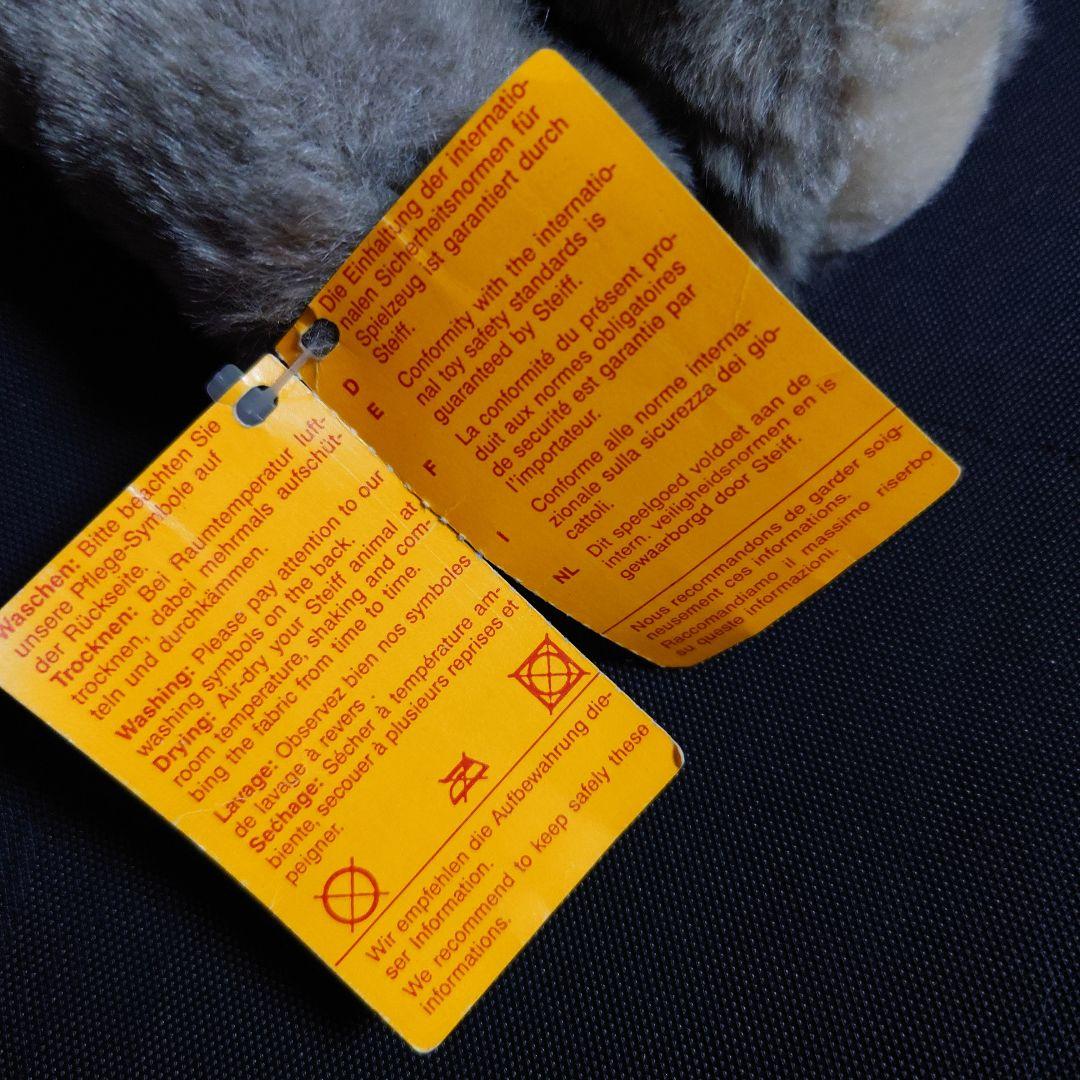 Waschen: Bitte beachten Sie
unsere Pflege-Symbole auf
der Rückseite.
Trocknen: Bei Raumtemperatur luft-
trocknen, dabei mehrmals aufschüt-
teln und durchkämmen.
Washing: Please pay attention to our
washing symbols on the back.
Drying: Air-dry your Steiff animal at
room temperature, shaking and com-
bing the fabric from time to time.
Lavage: Observez bien nos symboles
de lavage à revers.
Sechage: Sécher à température am-
biente, secouer à plusieurs reprises et
peigner.
Wir empfehlen die Aufbewahrung die-
ser Information.
We recommend to keep safely these
informations.
D Die Einhaltung der internatio-
nalen Sicherheitsnormen für
Spielzeug ist garantiert durch
Steiff.
E Conformity with the internatio-
nal toy safety standards is
guaranteed by Steiff.
F La conformité du présent pro-
duit aux normes obligatoires
de securité est garantie par
l'importateur.
I Conforme alle norme interna-
zionale sulla sicurezza dei gio-
cattoli.
NL Dit speelgoed voldoet aan de
intern. veiligheidsnormen en is
gewaarborgd door Steiff.
Nous recommandons de garder soig-
neusement ces informations.
Raccomandiamo il massimo riserbo
su queste informazioni.